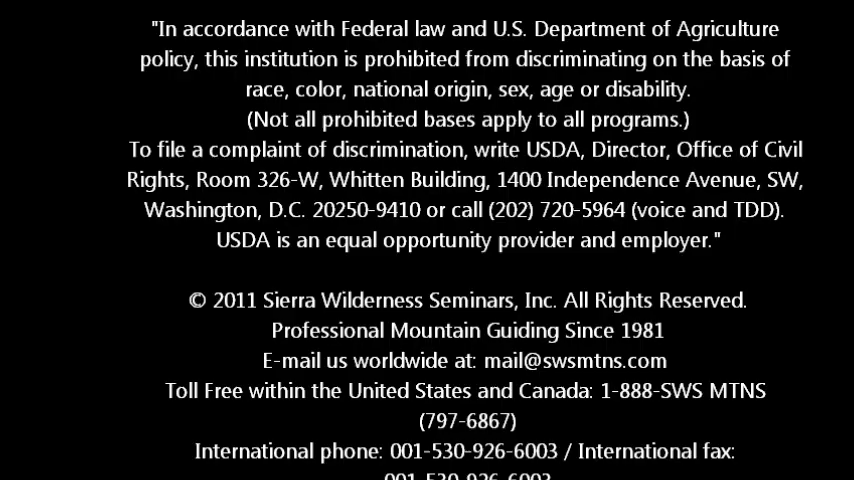 "In accordance with Federal law and U.S. Department of Agriculture
policy, this institution is prohibited from discriminating on the basis of
race, color, national origin, sex, age or disability.
(Not all prohibited bases apply to all programs.)
To file a complaint of discrimination, write USDA, Director, Office of Civil
Rights, Room 326-W, Whitten Building, 1400 Independence Avenue, SW,
Washington, D.C. 20250-9410 or call (202) 720-5964 (voice and TDD).
USDA is an equal opportunity provider and employer."
© 2011 Sierra Wilderness Seminars, Inc. All Rights Reserved.
Professional Mountain Guiding Since 1981
E-mail us worldwide at: mail@swsmtns.com
Toll Free within the United States and Canada: 1-888-SWS MTNS
(797-6867)
International phone: 001-530-926-6003 / International fax:
001-530-926-6003